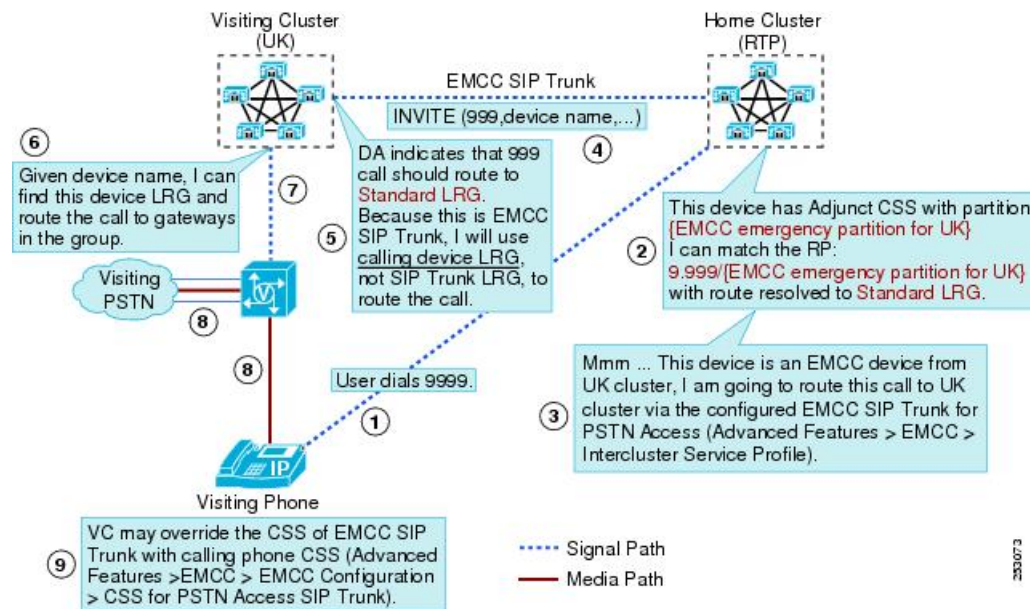 Visiting Cluster
(UK)
Home Cluster
(RTP)
EMCC SIP Trunk
INVITE (999,device name,...)
4
6
Given device name, I can
find this device LRG and
route the call to gateways
in the group.
7
5
DA indicates that 999
call should route to
Standard LRG.
Because this is EMCC
SIP Trunk, I will use
calling device LRG,
not SIP Trunk LRG, to
route the call.
2
This device has Adjunct CSS with partition
{EMCC emergency partition for UK}
I can match the RP:
9.999/{EMCC emergency partition for UK}
with route resolved to Standard LRG.
Visiting
PSTN
V
8
8
User dials 9999.
1
3
Mmm ... This device is an EMCC device from
UK cluster, I am going to route this call to UK
cluster via the configured EMCC SIP Trunk for
PSTN Access (Advanced Features > EMCC >
Intercluster Service Profile).
IP
Visiting Phone
9
VC may override the CSS of EMCC SIP
Trunk with calling phone CSS (Advanced
Features >EMCC > EMCC Configuration
> CSS for PSTN Access SIP Trunk).
Signal Path
Media Path